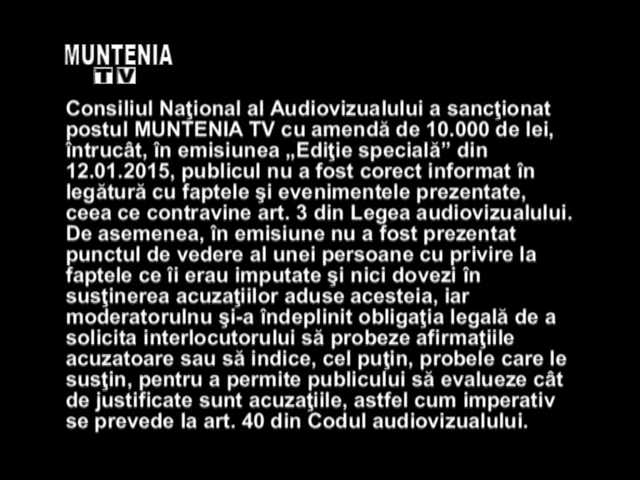 MUNTENIA
TV
Consiliul Naţional al Audiovizualului a sancţionat
postul MUNTENIA TV cu amendă de 10.000 de lei,
întrucât, în emisiunea „Ediţie specială” din
12.01.2015, publicul nu a fost corect informat în
legătură cu faptele şi evenimentele prezentate,
ceea ce contravine art. 3 din Legea audiovizualului.
De asemenea, în emisiune nu a fost prezentat
punctul de vedere al unei persoane cu privire la
faptele ce îi erau imputate şi nici dovezi în
susţinerea acuzaţiilor aduse acesteia, iar
moderatorulnu şi-a îndeplinit obligaţia legală de a
solicita interlocutorului să probeze afirmaţiile
acuzatoare sau să indice, cel puţin, probele care le
susţin, pentru a permite publicului să evalueze cât
de justificate sunt acuzaţiile, astfel cum imperativ
se prevede la art. 40 din Codul audiovizualului.